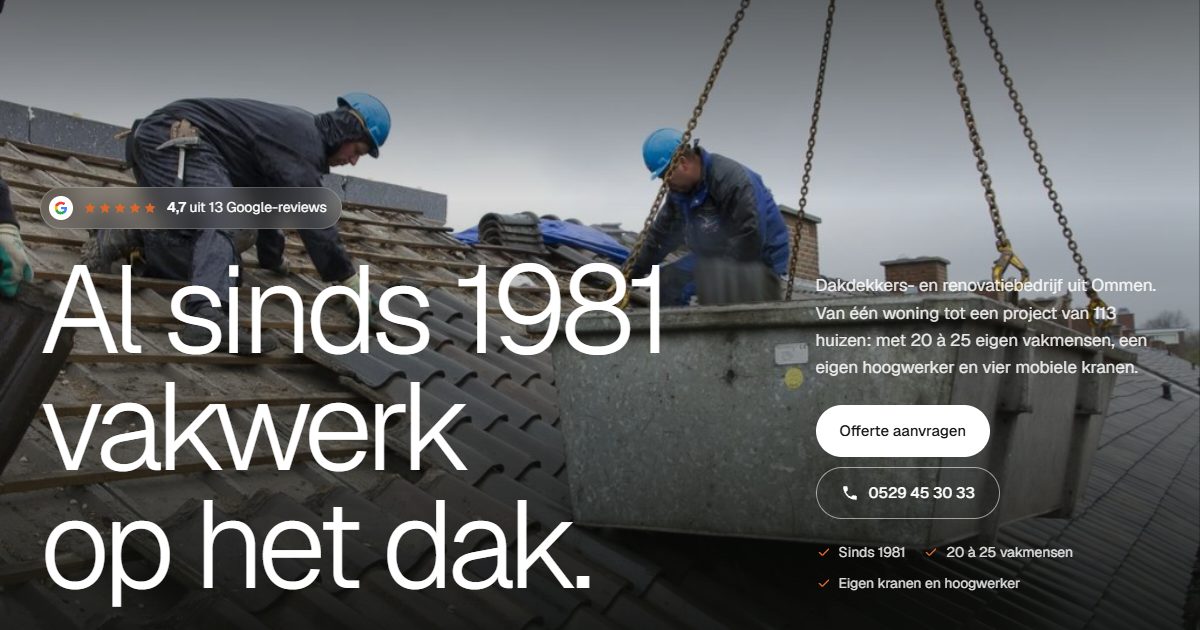 4,7 uit 13 Google-reviews
Al sinds 1981
vakwerk
op het dak.
Dakdekkers- en renovatiebedrijf uit Ommen.
Van één woning tot een project van 113
huizen: met 20 à 25 eigen vakmensen, een
eigen hoogwerker en vier mobiele kranen.
Offerte aanvragen
0529 45 30 33
Sinds 1981
20 à 25 vakmensen
Eigen kranen en hoogwerker